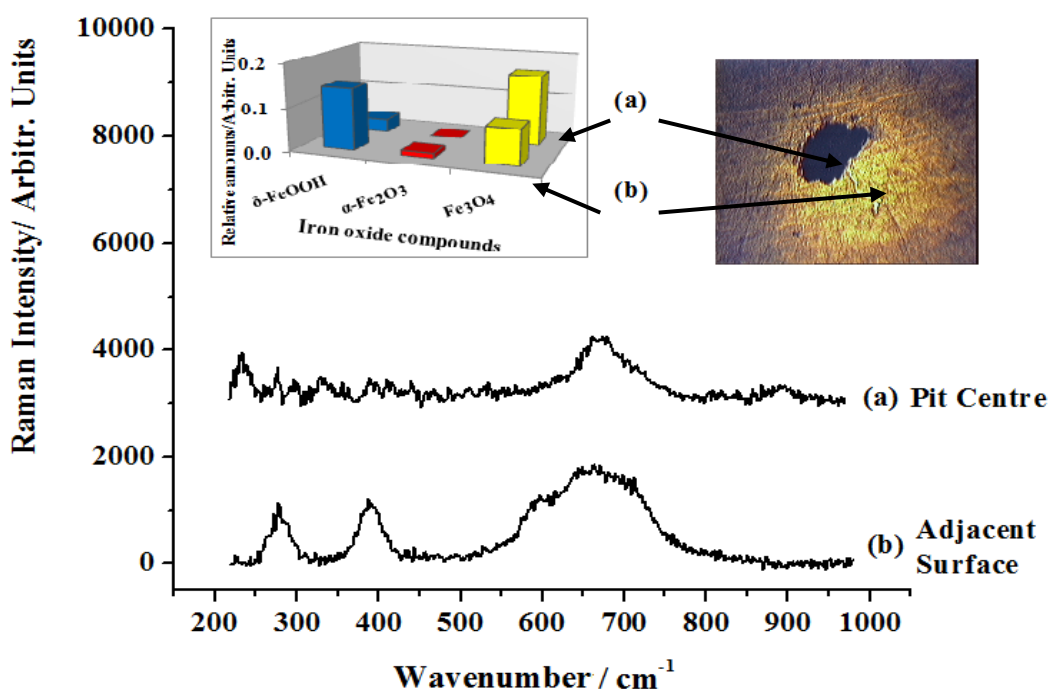 10000
8000
6000
4000
2000
0
Raman Intensity/ Arbitr. Units
0.2
0.1
0.0
Relative amounts/Arbitr. Units
δ-FeOOH
α-Fe₂O₃
Fe₃O₄
Iron oxide compounds
(a)
(b)
(a) Pit Centre
(b) Adjacent
Surface
200 300 400 500 600 700 800 900 1000
Wavenumber / cm⁻¹